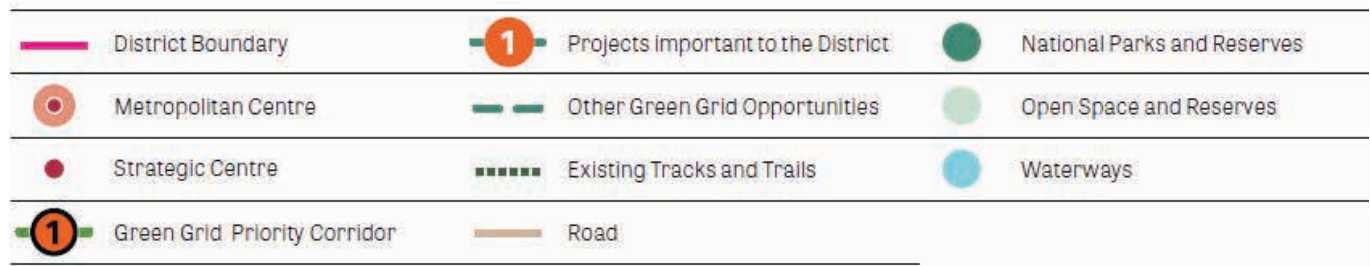 District Boundary
1 Projects important to the District
National Parks and Reserves
Metropolitan Centre
Other Green Grid Opportunities
Open Space and Reserves
Strategic Centre
Existing Tracks and Trails
Waterways
1 Green Grid Priority Corridor
Road